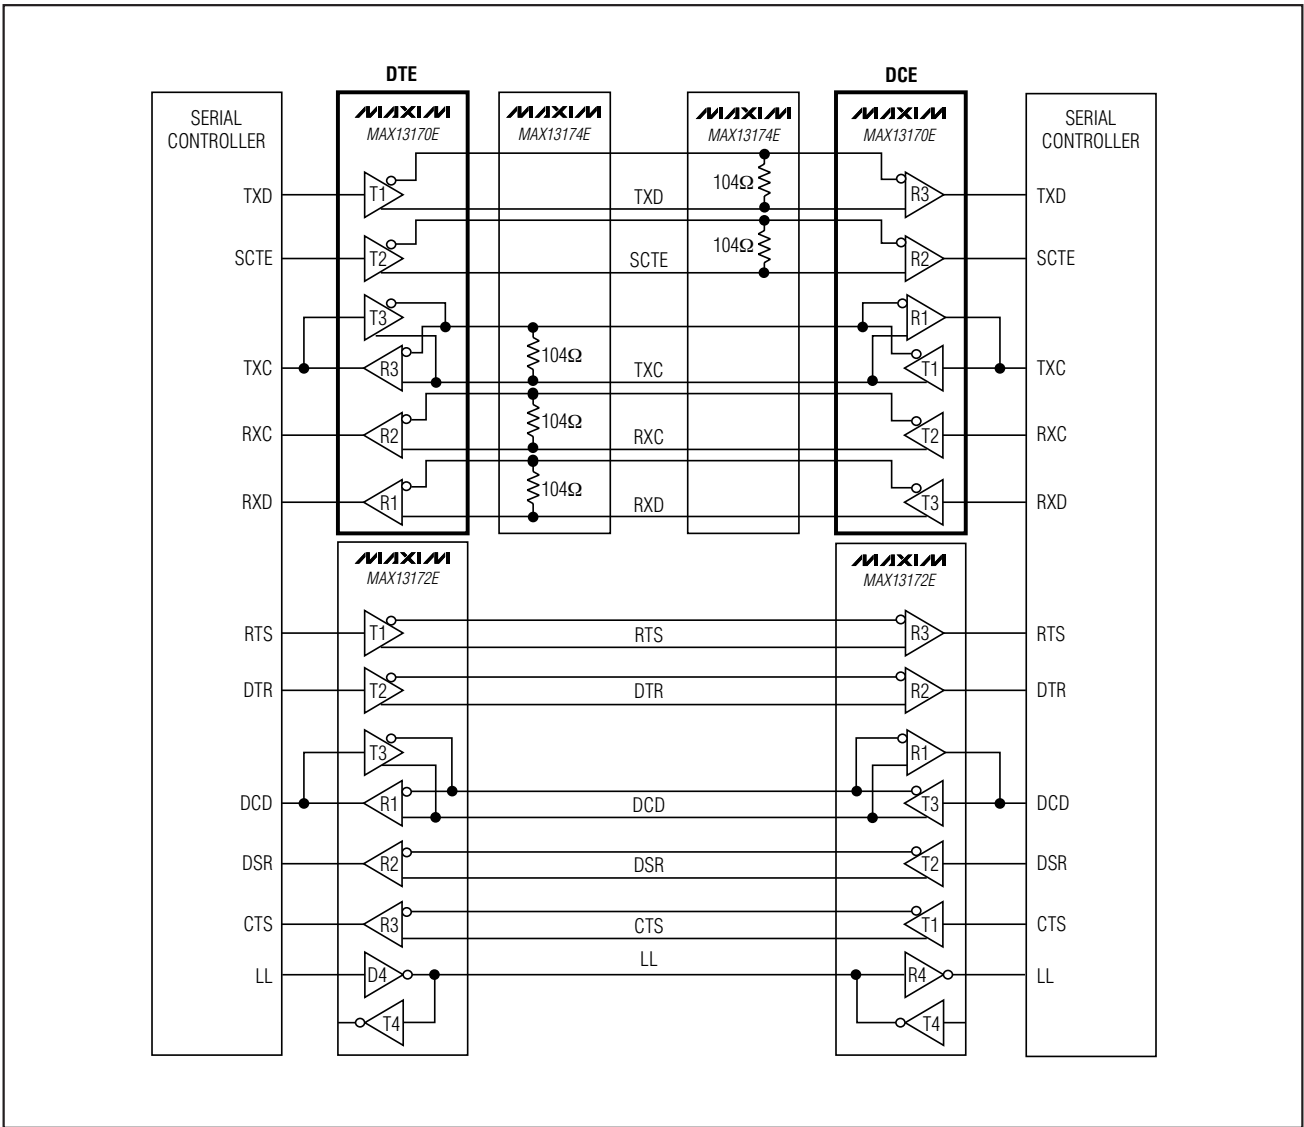 DTE DCE
SERIAL CONTROLLER
MAXIM MAX13170E
MAXIM MAX13174E
MAXIM MAX13174E
MAXIM MAX13170E
SERIAL CONTROLLER
104Ω
TXD T1 TXD R3 TXD
104Ω
SCTE T2 SCTE R2 SCTE
T3 R1
104Ω
TXC R3 TXC T1 TXC
104Ω
RXC R2 RXC T2 RXC
104Ω
RXD R1 RXD T3 RXD
MAXIM MAX13172E
MAXIM MAX13172E
RTS T1 RTS R3 RTS
DTR T2 DTR R2 DTR
T3 R1
DCD R1 DCD T3 DCD
DSR R2 DSR T2 DSR
CTS R3 CTS T1 CTS
LL D4 LL R4 LL
T4 T4